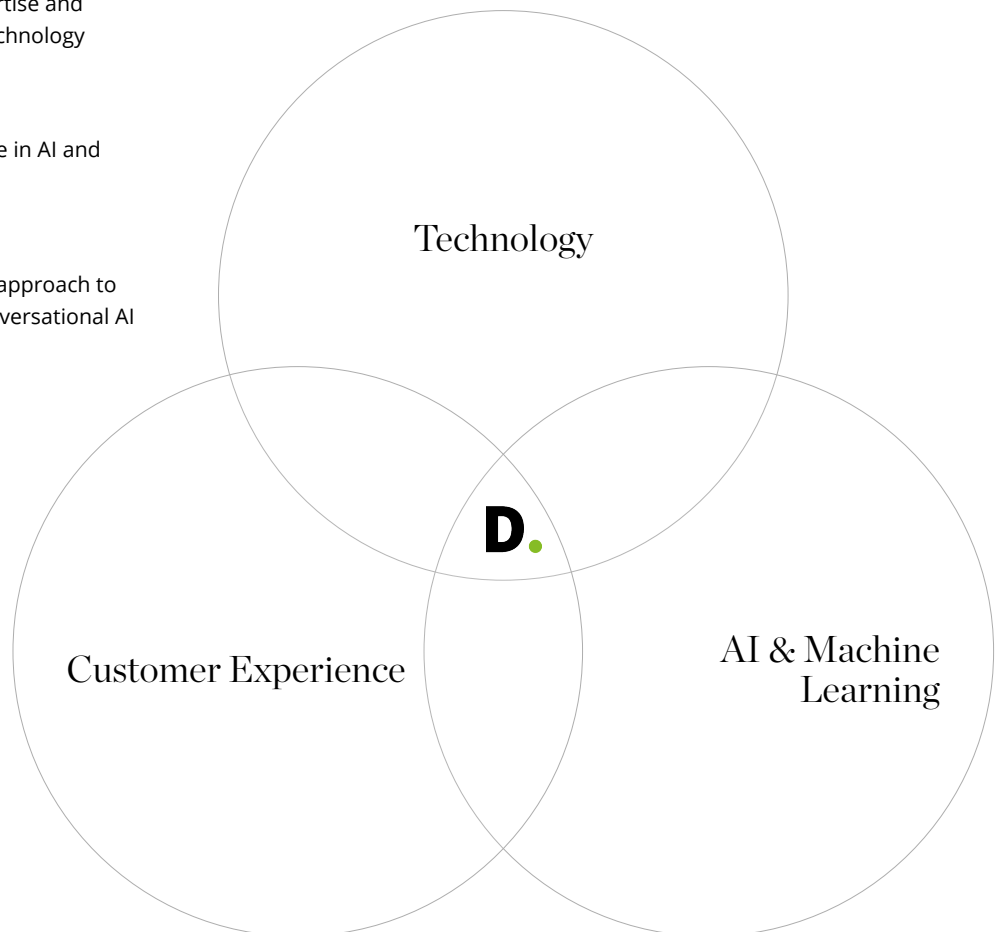 rtise and
chnology
e in AI and
approach to
versational AI
Technology
D.
Customer Experience
AI & Machine
Learning